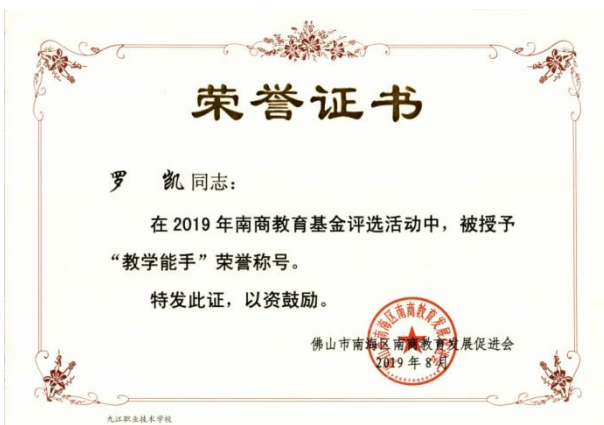 荣誉证书
罗 凯 同志：
在 2019 年南商教育基金评选活动中，被授予
“教学能手”荣誉称号。
特发此证，以资鼓励。
佛山市南海区南商教育发展促进会
2019 年 8 月
九江职业技术学校